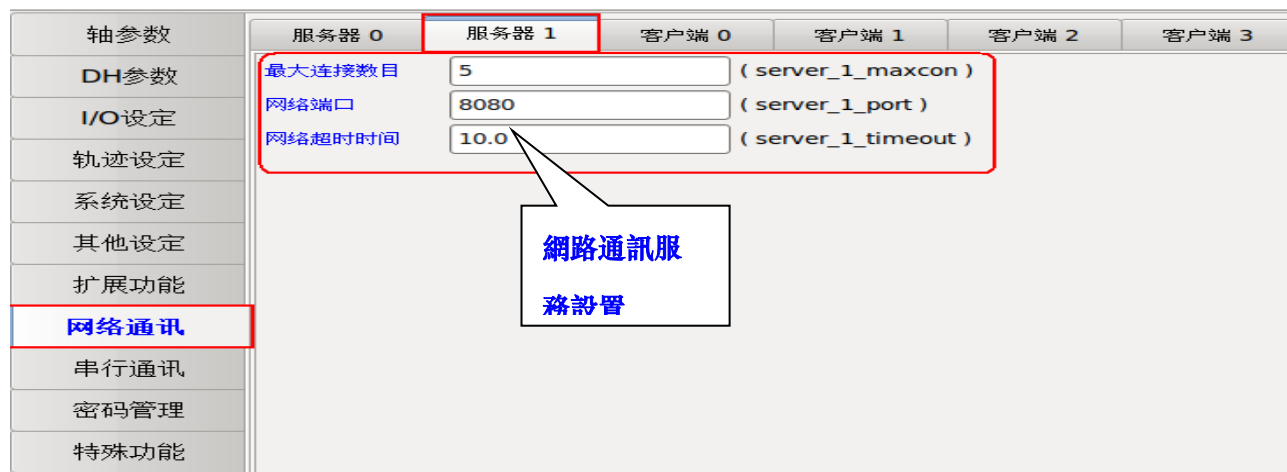 轴参数
DH参数
I/O设定
轨迹设定
系统设定
其他设定
扩展功能
网络通讯
串行通讯
密码管理
特殊功能
服务器 0 服务器 1 客户端 0 客户端 1 客户端 2 客户端 3
最大连接数目 5 ( server_1_maxcon )
网络端口 8080 ( server_1_port )
网络超时时间 10.0 ( server_1_timeout )
網路通訊服
務設置